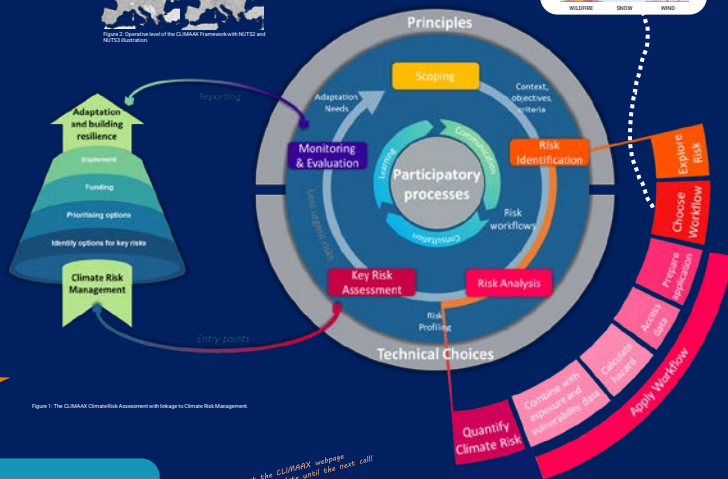 WILDFIRE SNOW WIND
Figure 2: Operative level of the CLIMAAX Framework with NUTS2 and
NUTS3 illustration.
Principles
Scoping
Context,
objectives,
criteria
Adaptation
Needs
Reporting
Adaptation
and building
resilience
Implement
Funding
Prioritising options
Identify options for key risks
Climate Risk
Management
Entry points
Monitoring
& Evaluation
Less urgent risks
Learning
Communication
Consultation
Participatory
processes
Risk
Identification
Risk
workflows
Risk Analysis
Key Risk
Assessment
Risk
Profiling
Technical Choices
Explore
Risk
Choose
Workflow
Prepare
application
Access
data
Calculate
hazard
Combine with
exposure and
vulnerability data
Apply Workflow
Quantify
Climate Risk
Figure 1: The CLIMAAX Climate Risk Assessment with linkage to Climate Risk Management.
the CLIMAAX webpage
until the next call!